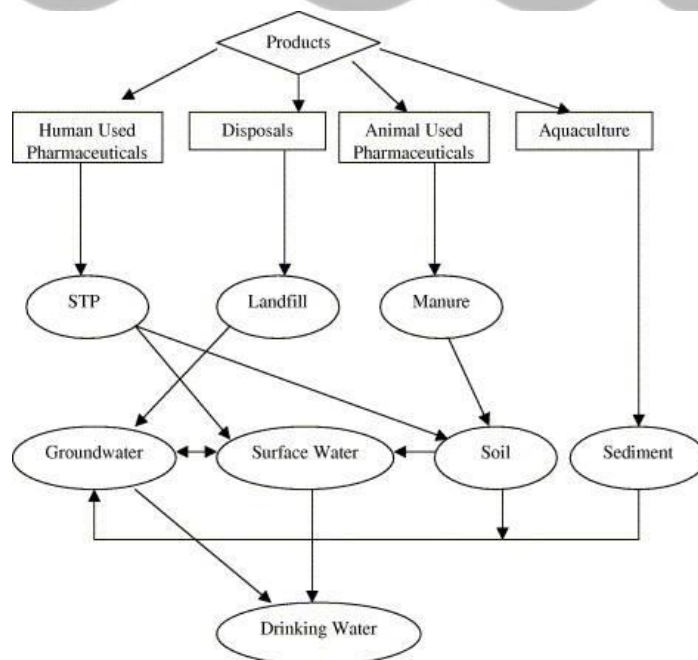 Products
Human Used
Pharmaceuticals
Disposals
Animal Used
Pharmaceuticals
Aquaculture
STP
Landfill
Manure
Groundwater
Surface Water
Soil
Sediment
Drinking Water